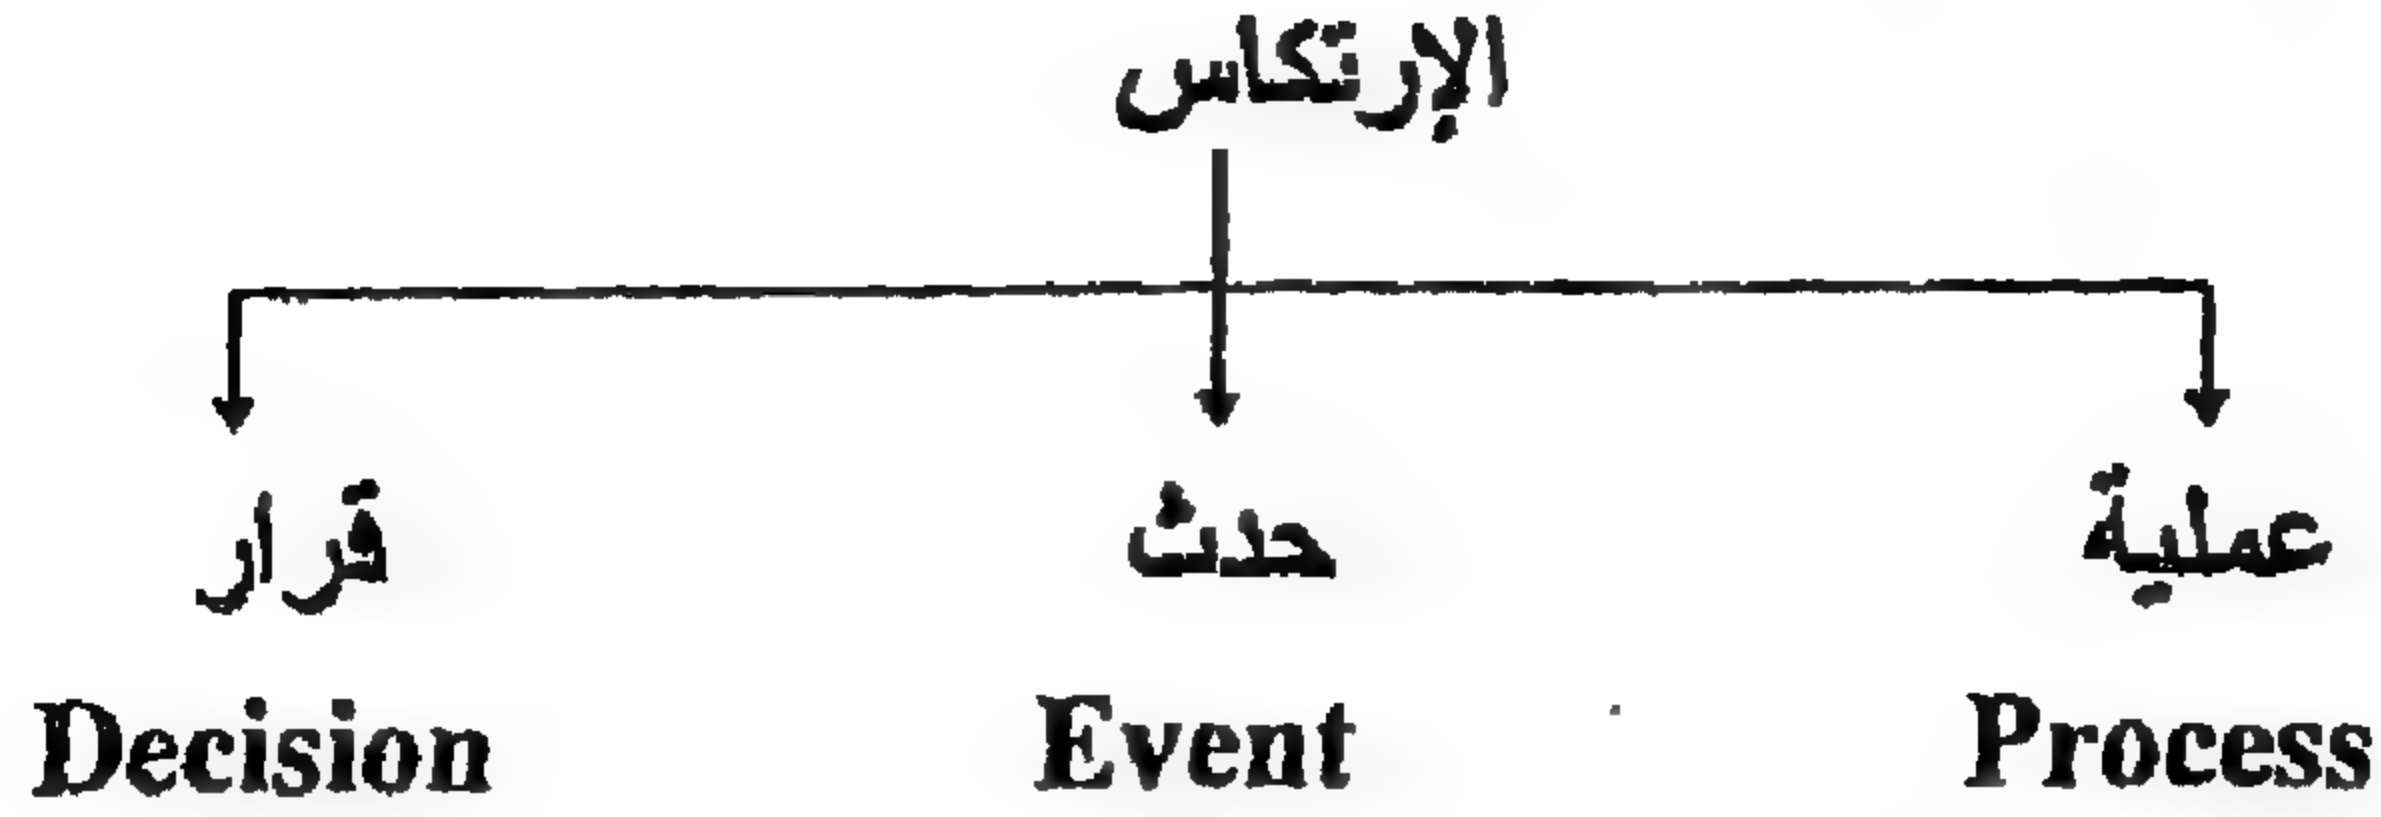 الإرتكاس
عملية حدث قرار
Decision Event Process